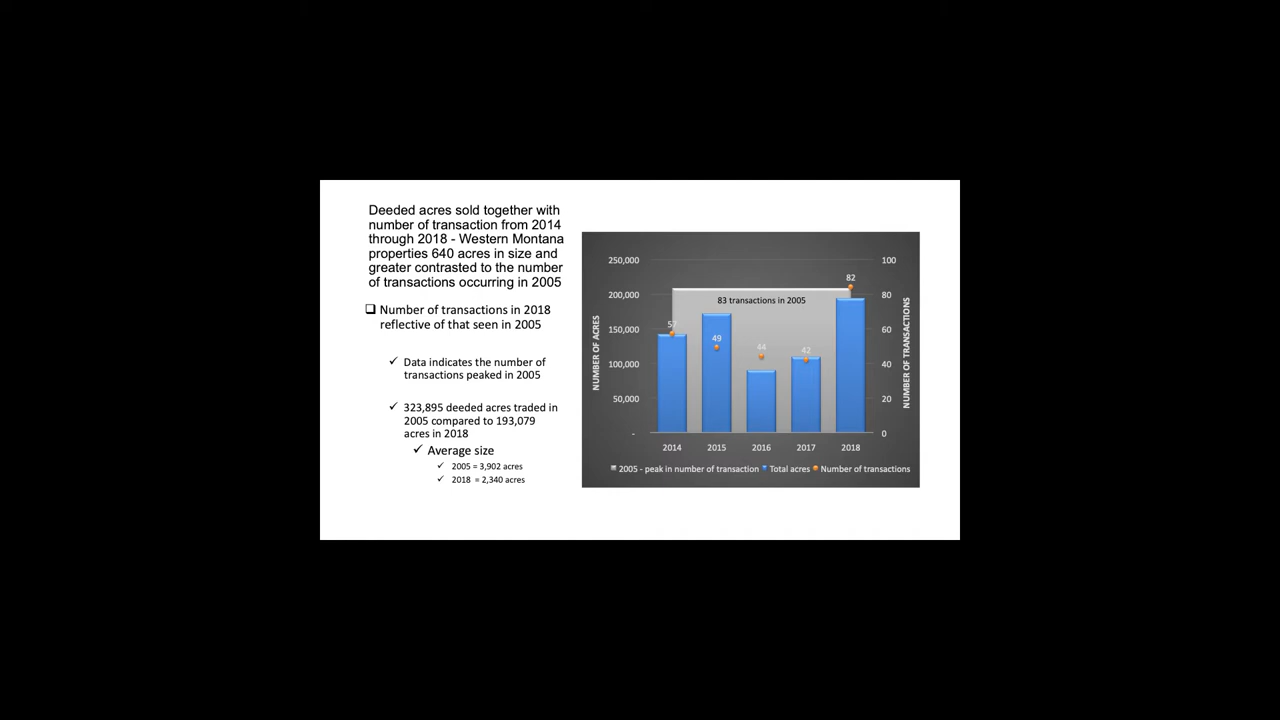 Deeded acres sold together with
number of transaction from 2014
through 2018 - Western Montana
properties 640 acres in size and
greater contrasted to the number
of transactions occurring in 2005
Number of transactions in 2018
reflective of that seen in 2005
Data indicates the number of
transactions peaked in 2005
323,895 deeded acres traded in
2005 compared to 193,079
acres in 2018
Average size
2005 = 3,902 acres
2018 = 2,340 acres
NUMBER OF ACRES
250,000
200,000
150,000
100,000
50,000
-
83 transactions in 2005
57
49
44
42
82
100
80
60
40
20
0
NUMBER OF TRANSACTIONS
2014 2015 2016 2017 2018
2005 - peak in number of transaction Total acres Number of transactions